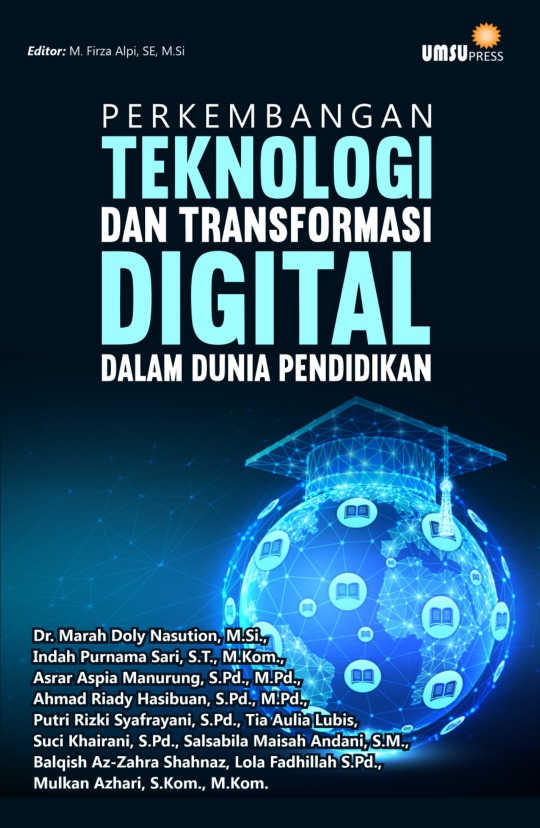 Editor: M. Firza Alpi, SE, M.Si
UMSU PRESS
PERKEMBANGAN
TEKNOLOGI
DAN TRANSFORMASI
DIGITAL
DALAM DUNIA PENDIDIKAN
Dr. Marah Doly Nasution, M.Si.,
Indah Purnama Sari, S.T., M.Kom.,
Asrar Aspia Manurung, S.Pd., M.Pd.,
Ahmad Riady Hasibuan, S.Pd., M.Pd.,
Putri Rizki Syafrayani, S.Pd., Tia Aulia Lubis,
Suci Khairani, S.Pd., Salsabila Maisah Andani, S.M.,
Balqish Az-Zahra Shahnaz, Lola Fadhillah S.Pd.,
Mulkan Azhari, S.Kom., M.Kom.